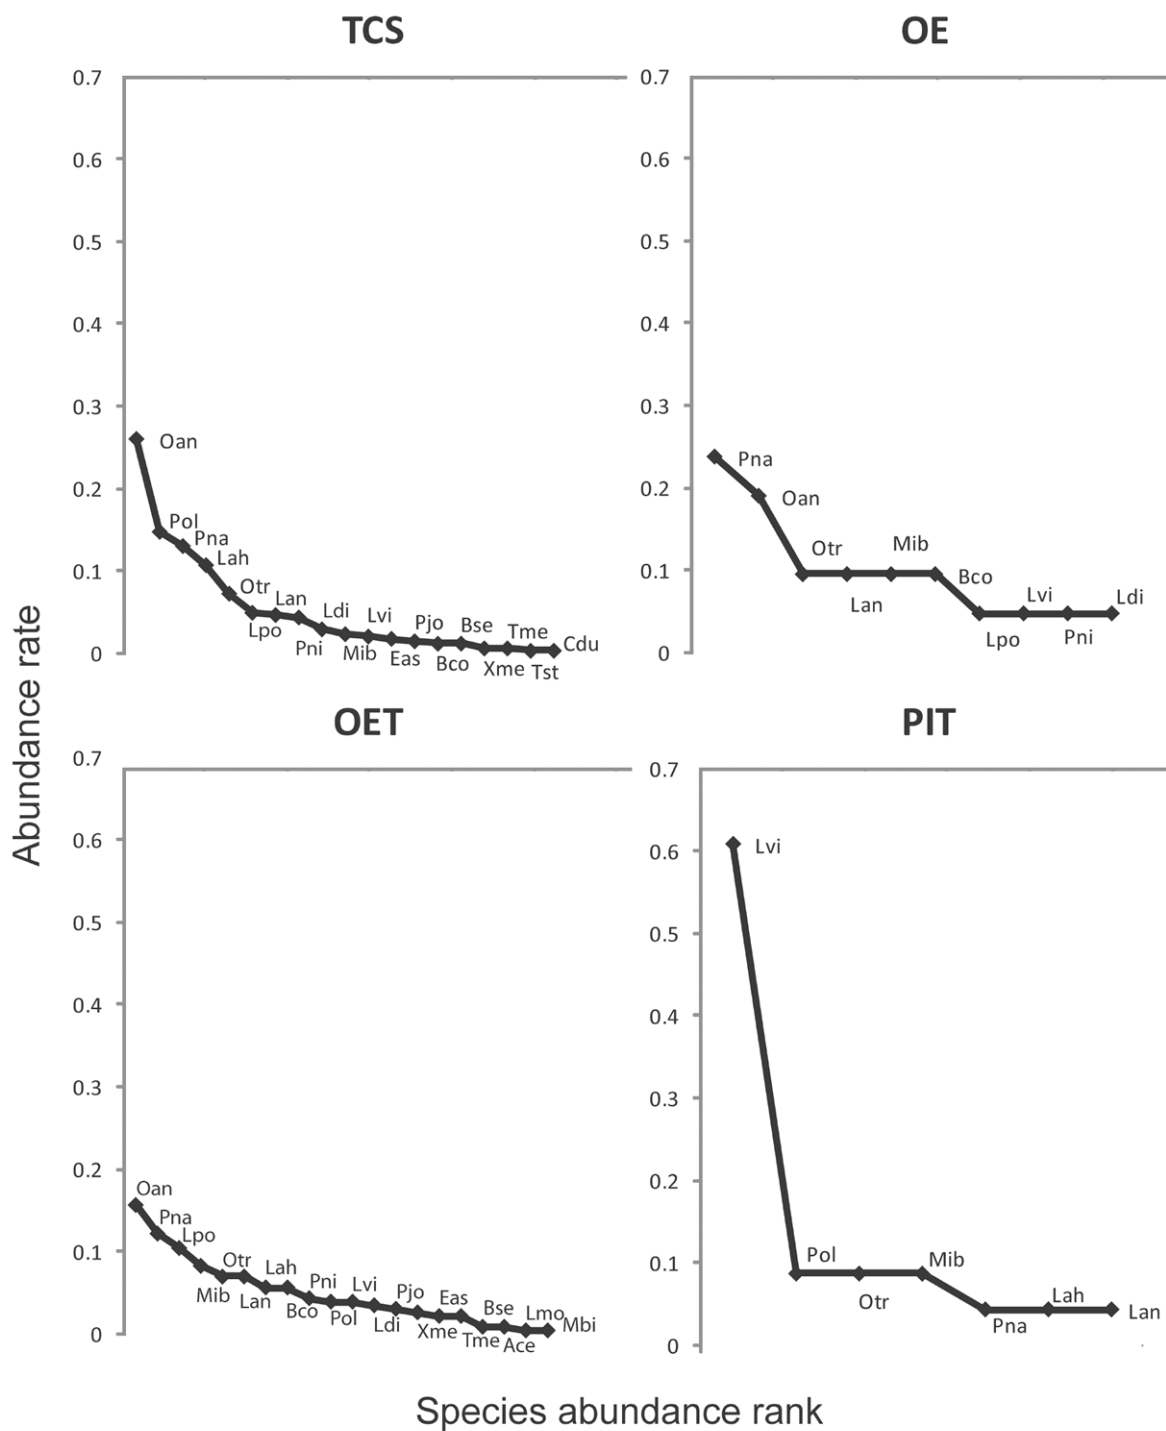 TCS
OE
0.7
0.6
0.5
0.4
0.3
0.2
0.1
0
Oan
Pol
Pna
Lah
Otr
Lpo
Lan
Pni
Ldi
Mib
Lvi
Eas
Pjo
Bco
Bse
Xme
Tme
Tst
Cdu
0.7
0.6
0.5
0.4
0.3
0.2
0.1
0
Pna
Oan
Otr
Lan
Mib
Bco
Lpo
Lvi
Pni
Ldi
Abundance rate
OET
PIT
0.7
0.6
0.5
0.4
0.3
0.2
0.1
0
Oan
Pna
Lpo
Mib
Otr
Lan
Lah
Bco
Pni
Pol
Lvi
Ldi
Pjo
Xme
Eas
Tme
Bse
Ace
Lmo
Mbi
0.7
0.6
0.5
0.4
0.3
0.2
0.1
0
Lvi
Pol
Otr
Mib
Pna
Lah
Lan
Species abundance rank